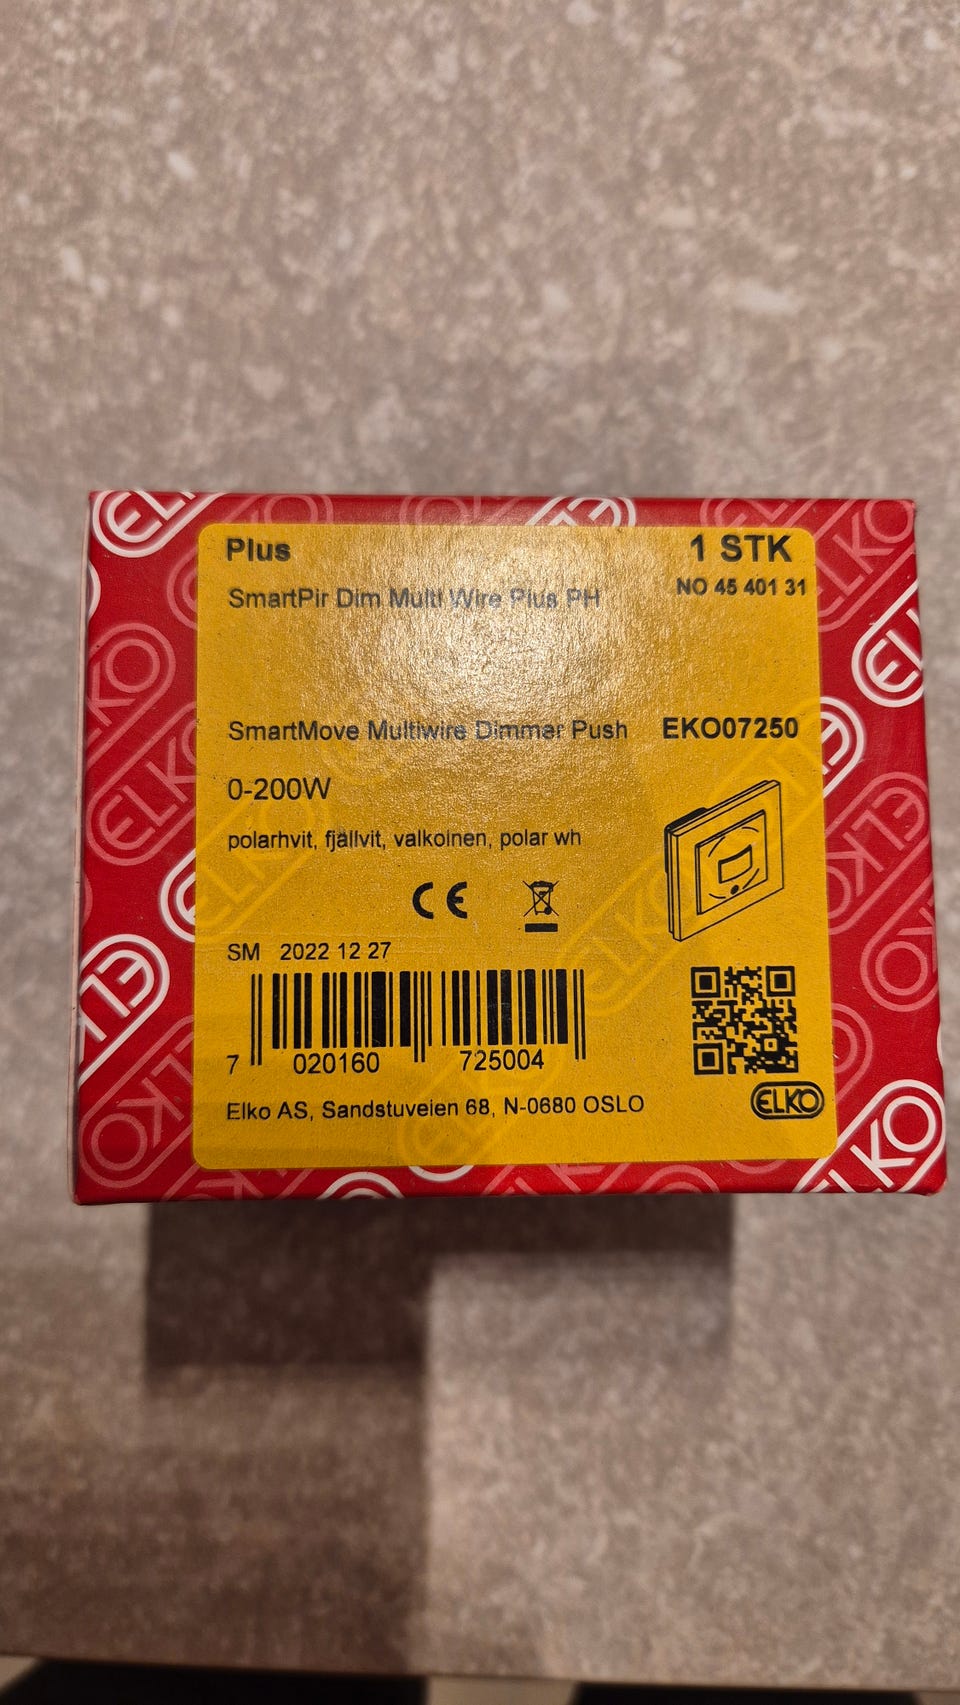 Plus
1 STK
SmartPir Dim Multi Wire Plus PH
NO 45 401 31
SmartMove Multiwire Dimmer Push
EKO07250
0-200W
polarhvit, fjällvit, valkoinen, polar wh
CE
SM 2022 12 27
7 020160 725004
Elko AS, Sandstuveien 68, N-0680 OSLO
ELKO